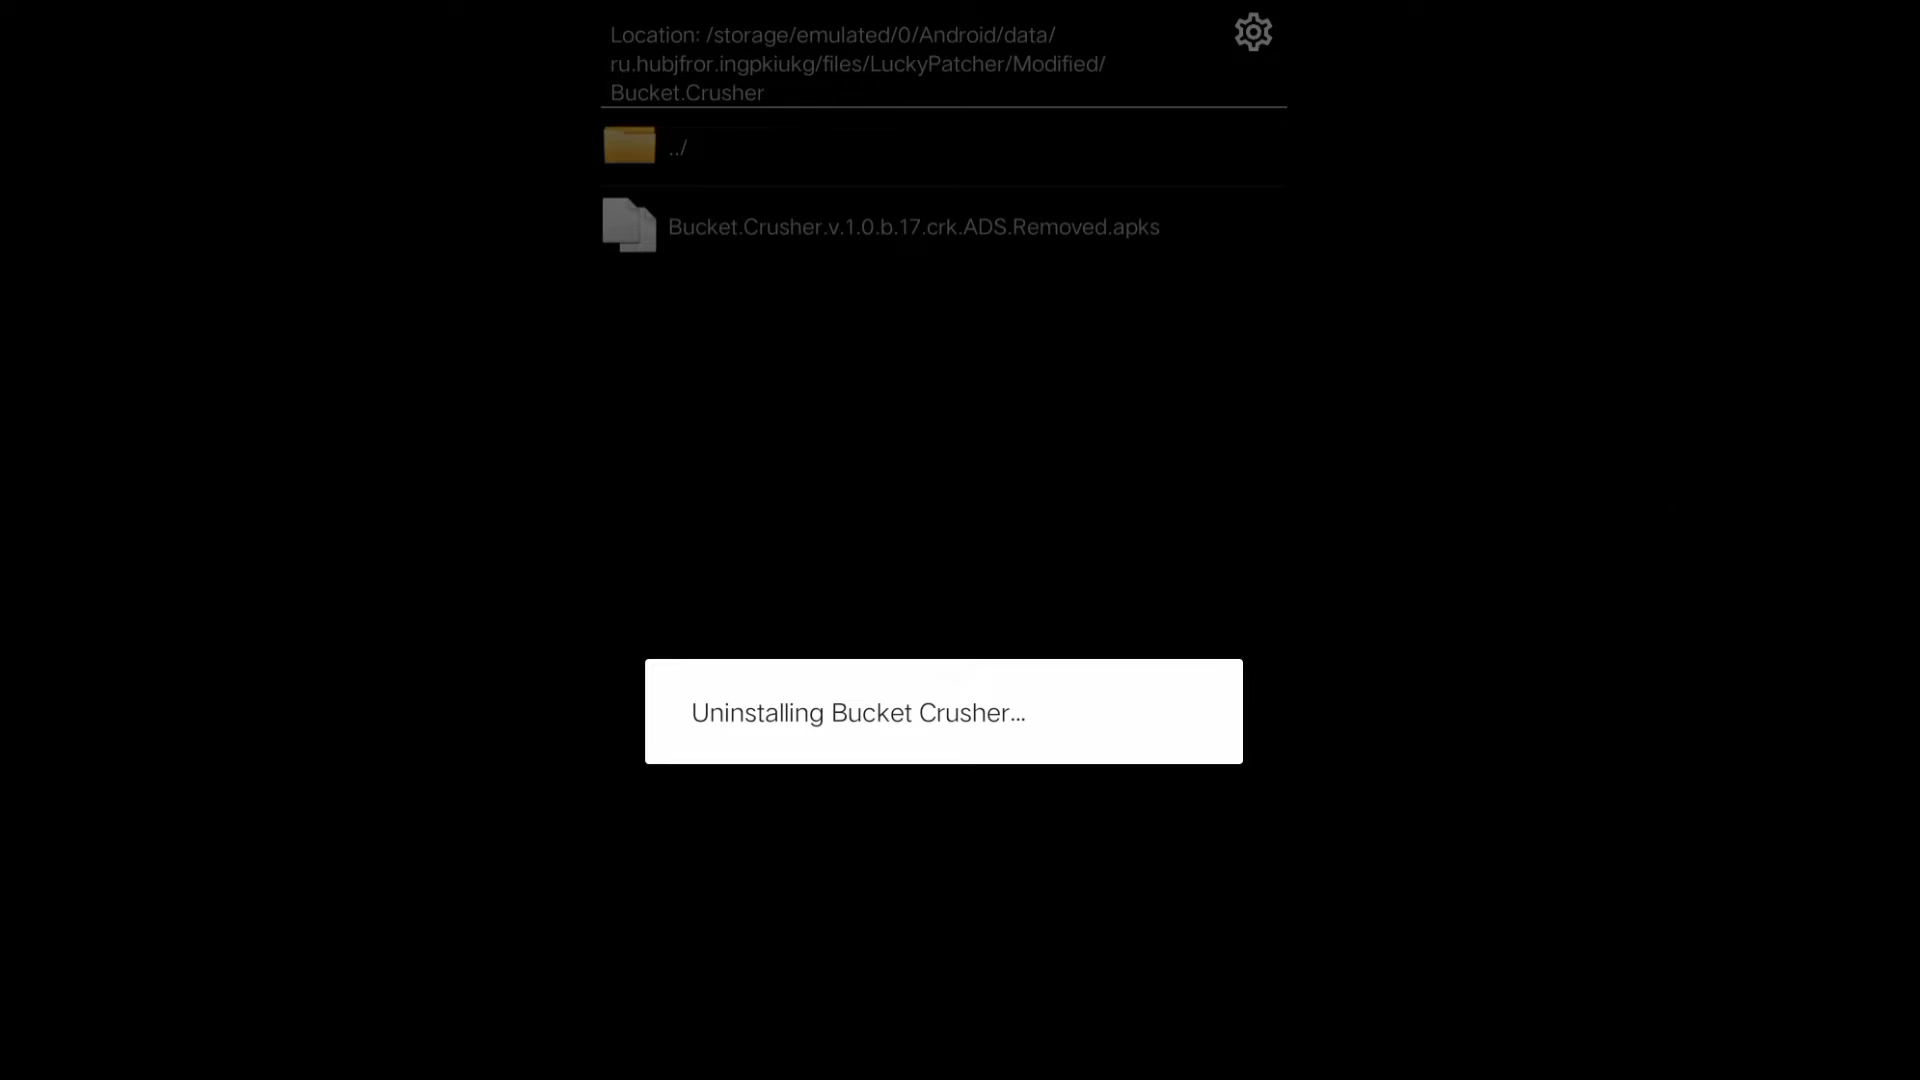 Location: /storage/emulated/0/Android/data/
ru.hubjfror.ingpkiukg/files/LuckyPatcher/Modified/
Bucket.Crusher
../
Bucket.Crusher.v.1.0.b.17.crk.ADS.Removed.apks
Uninstalling Bucket Crusher...